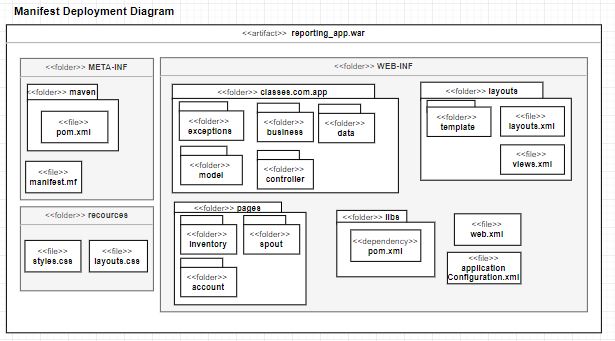 Manifest Deployment Diagram
<<artifact>> reporting_app.war
<<folder>> META-INF
<<folder>> maven
<<file>>
pom.xml
<<file>>
manifest.mf
<<folder>> recources
<<file>>
styles.css
<<file>>
layouts.css
<<folder>> WEB-INF
<<folder>> classes.com.app
<<folder>>
exceptions
<<folder>>
business
<<folder>>
data
<<folder>>
model
<<folder>>
controller
<<folder>> layouts
<<folder>>
template
<<file>>
layouts.xml
<<file>>
views.xml
<<folder>> pages
<<folder>>
inventory
<<folder>>
spout
<<folder>>
account
<<folder>> libs
<<dependency>>
pom.xml
<<file>>
web.xml
<<file>>
application
Configuration.xml